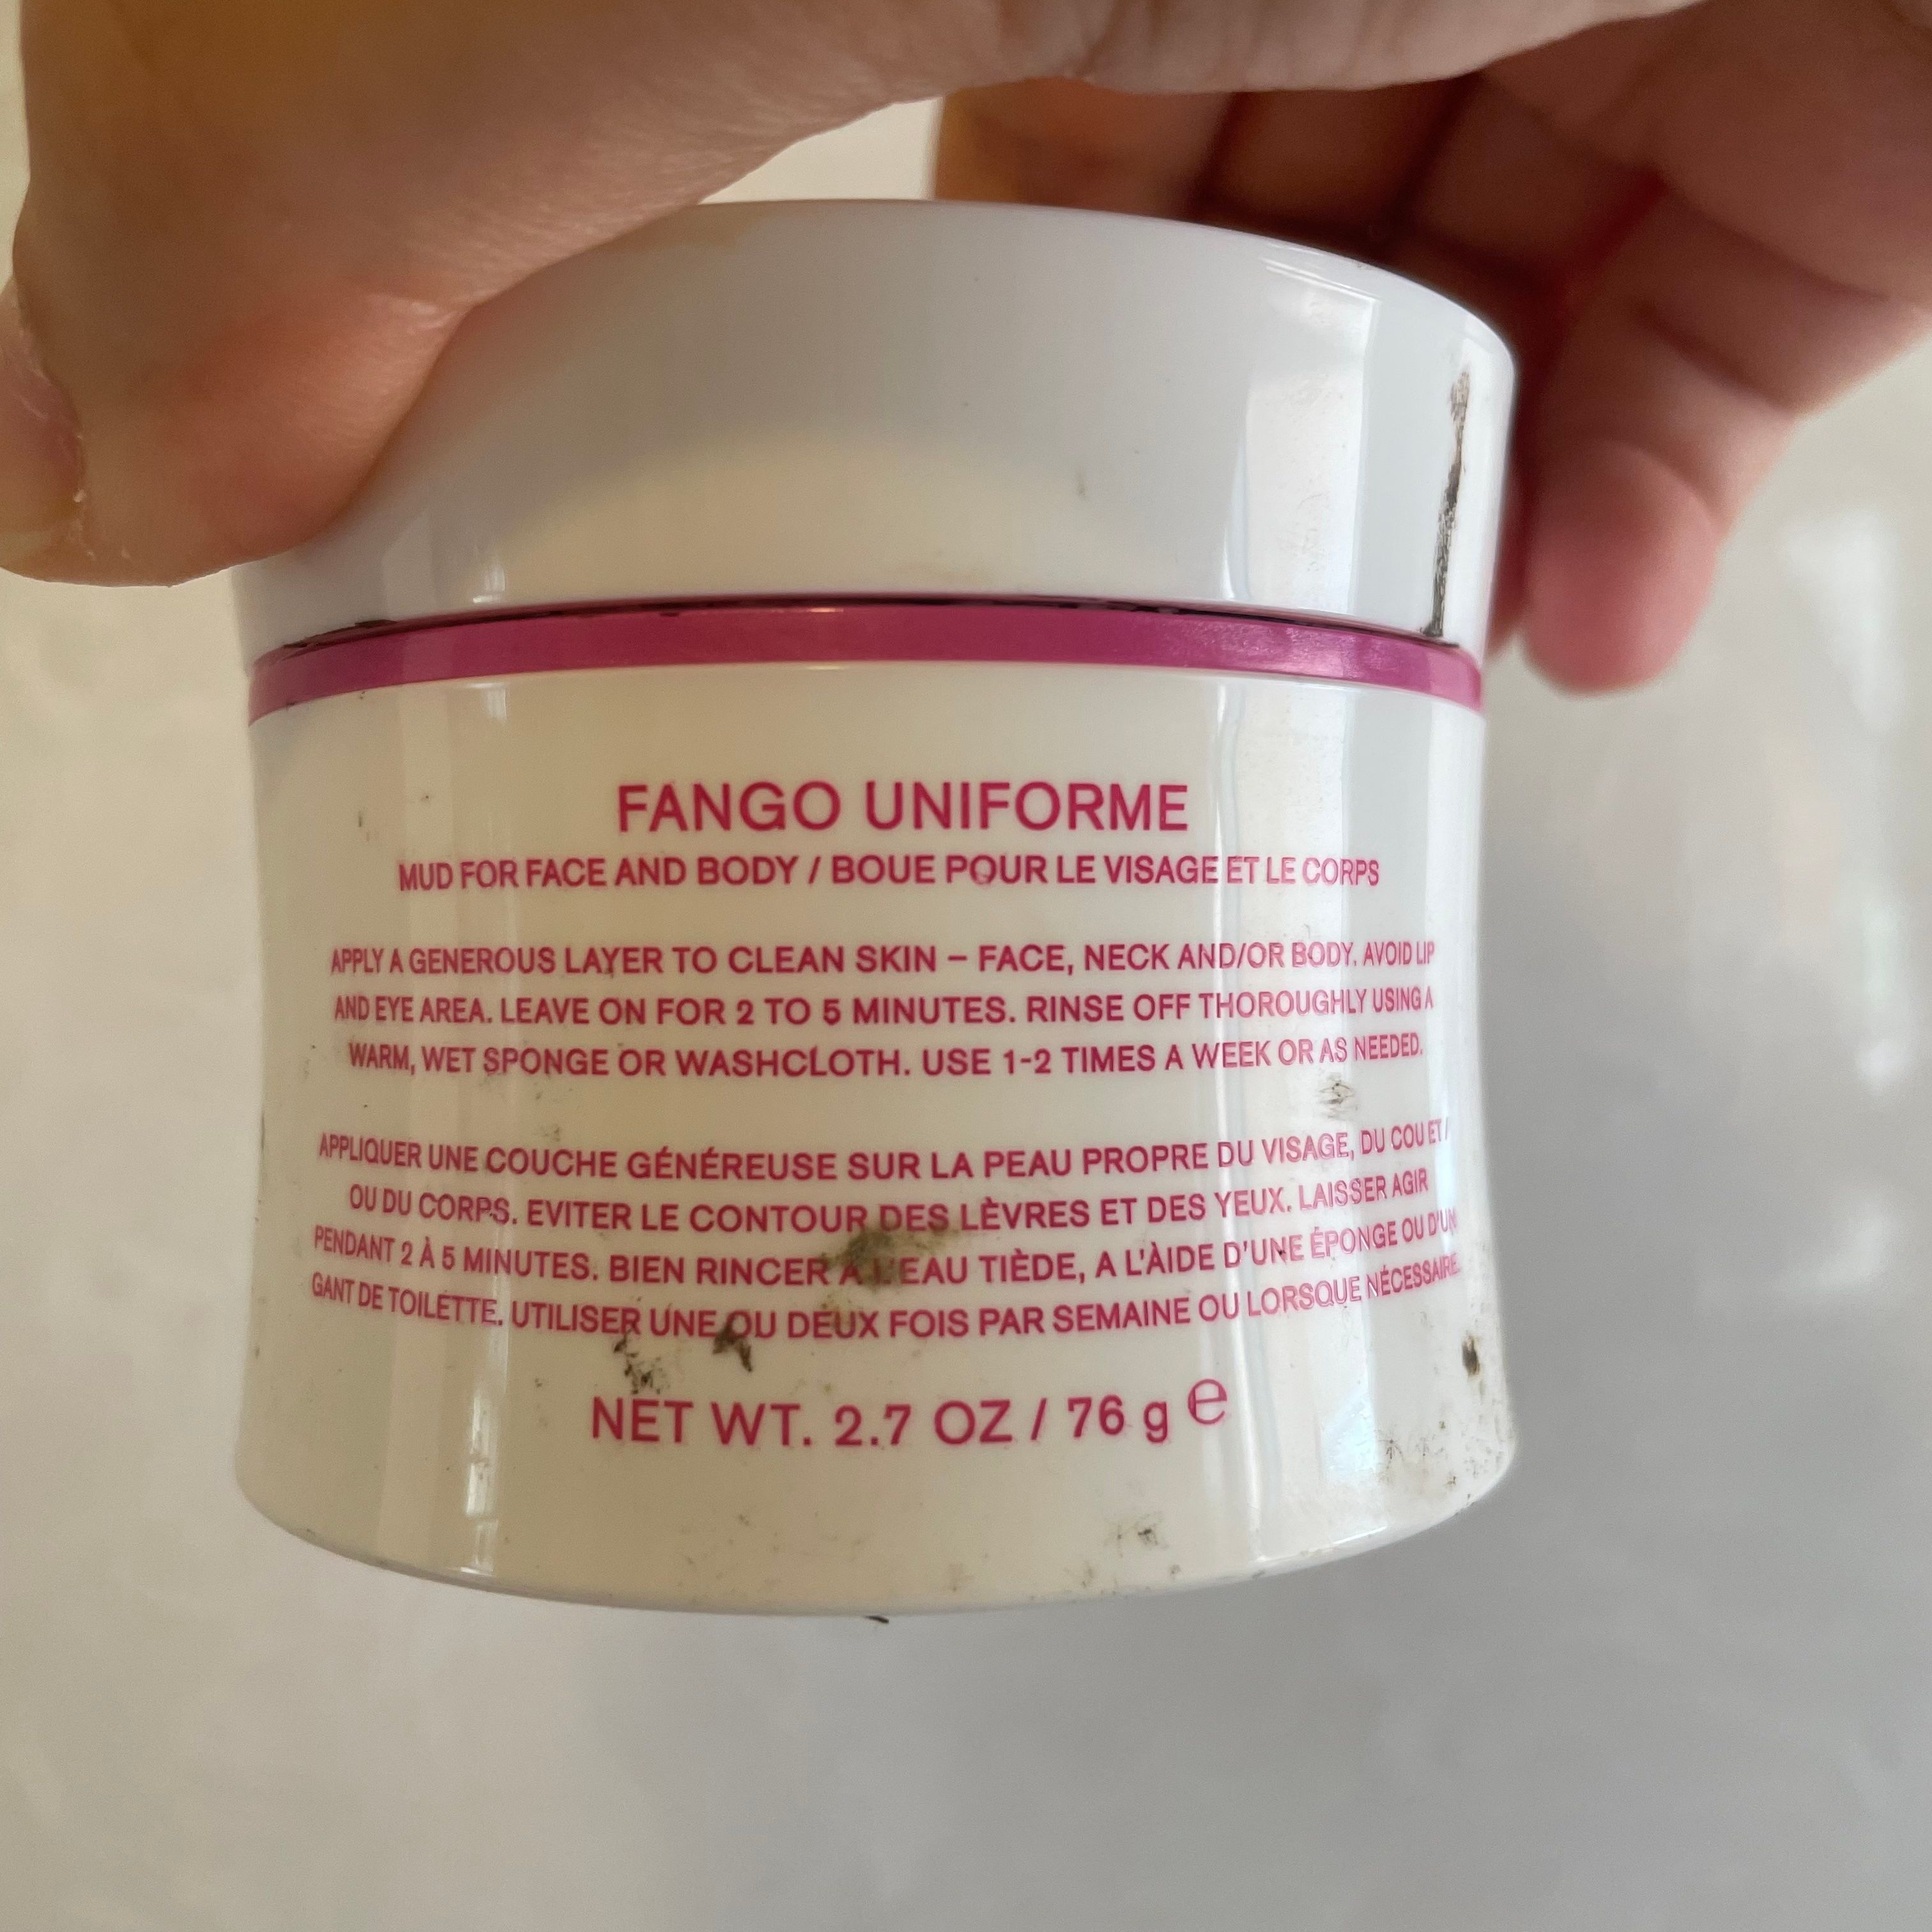 FANGO UNIFORME
MUD FOR FACE AND BODY / BOUE POUR LE VISAGE ET LE CORPS
APPLY A GENEROUS LAYER TO CLEAN SKIN – FACE, NECK AND/OR BODY. AVOID LIP
AND EYE AREA. LEAVE ON FOR 2 TO 5 MINUTES. RINSE OFF THOROUGHLY USING A
WARM, WET SPONGE OR WASHCLOTH. USE 1-2 TIMES A WEEK OR AS NEEDED.
APPLIQUER UNE COUCHE GÉNÉREUSE SUR LA PEAU PROPRE DU VISAGE, DU COU ET /
OU DU CORPS. EVITER LE CONTOUR DES LÈVRES ET DES YEUX. LAISSER AGIR
PENDANT 2 À 5 MINUTES. BIEN RINCER A L'EAU TIÈDE, A L'ÀIDE D'UNE ÉPONGE OU D'UN
GANT DE TOILETTE. UTILISER UNE OU DEUX FOIS PAR SEMAINE OU LORSQUE NÉCESSAIRE.
NET WT. 2.7 OZ / 76 g e